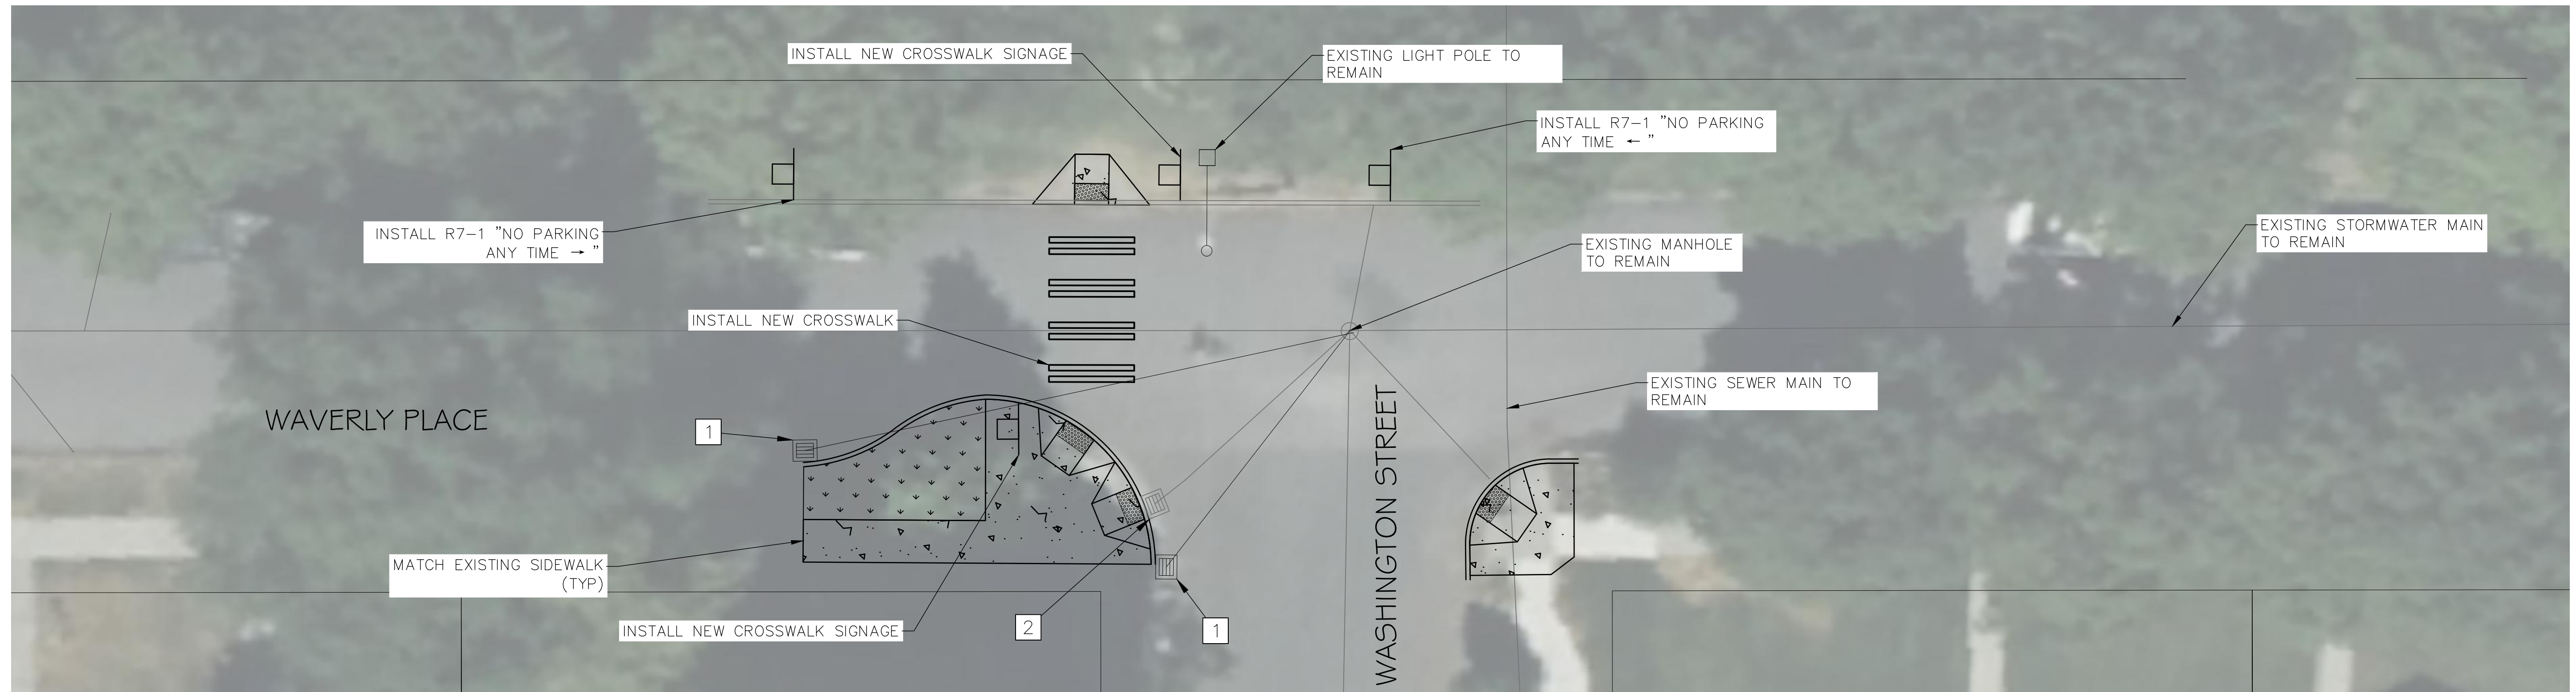 INSTALL NEW CROSSWALK SIGNAGE
EXISTING LIGHT POLE TO
REMAIN
INSTALL R7-1 "NO PARKING
ANY TIME ← "
INSTALL R7-1 "NO PARKING
ANY TIME → "
EXISTING STORMWATER MAIN
TO REMAIN
EXISTING MANHOLE
TO REMAIN
INSTALL NEW CROSSWALK
EXISTING SEWER MAIN TO
REMAIN
WAVERLY PLACE
1
WASHINGTON STREET
MATCH EXISTING SIDEWALK
(TYP)
INSTALL NEW CROSSWALK SIGNAGE
2
1